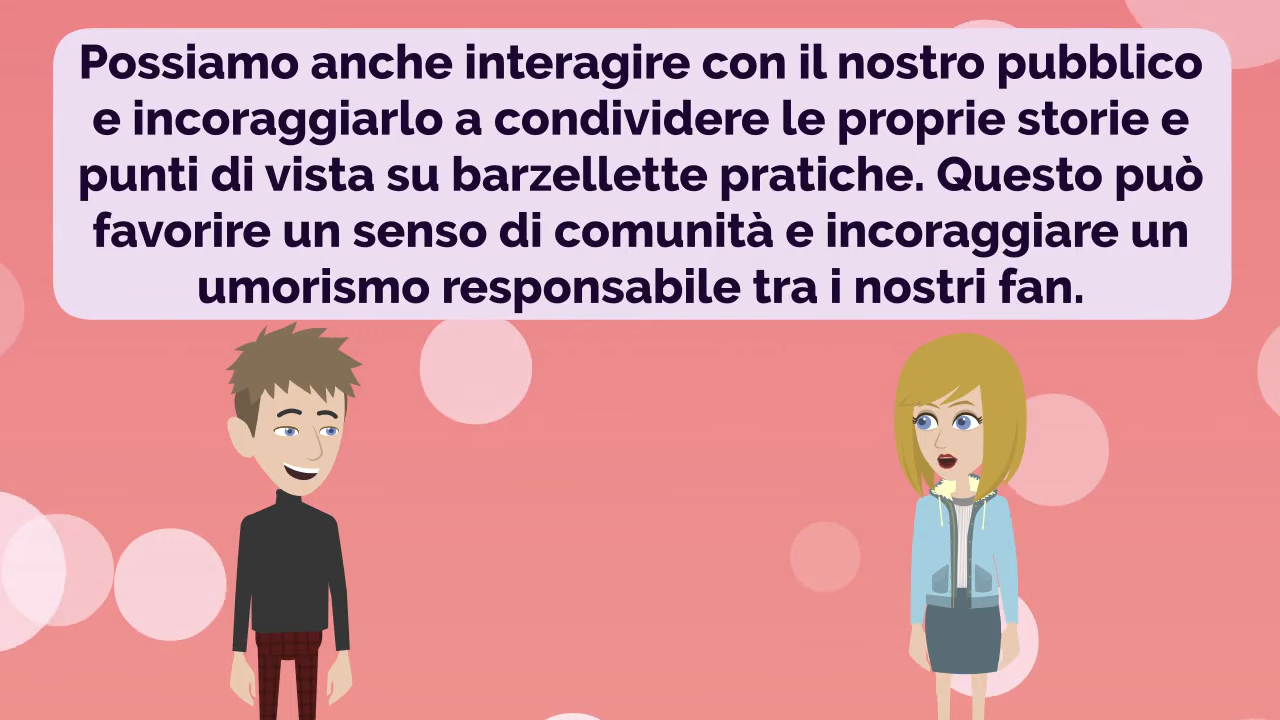 Possiamo anche interagire con il nostro pubblico
e incoraggiarlo a condividere le proprie storie e
punti di vista su barzellette pratiche. Questo può
favorire un senso di comunità e incoraggiare un
umorismo responsabile tra i nostri fan.